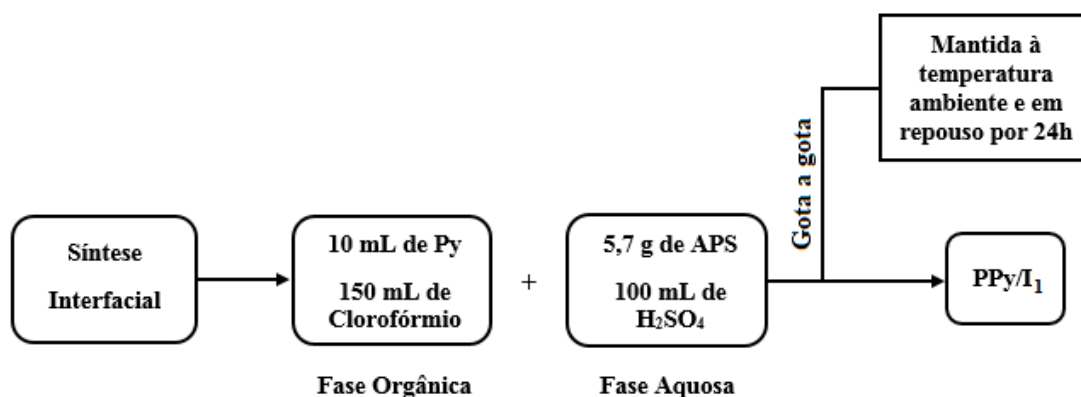 Mantida à
temperatura
ambiente e em
repouso por 24h
Gota a gota
Síntese
Interfacial
10 mL de Py
150 mL de
Clorofórmio
+
5,7 g de APS
100 mL de
H₂SO₄
PPy/I₁
Fase Orgânica
Fase Aquosa